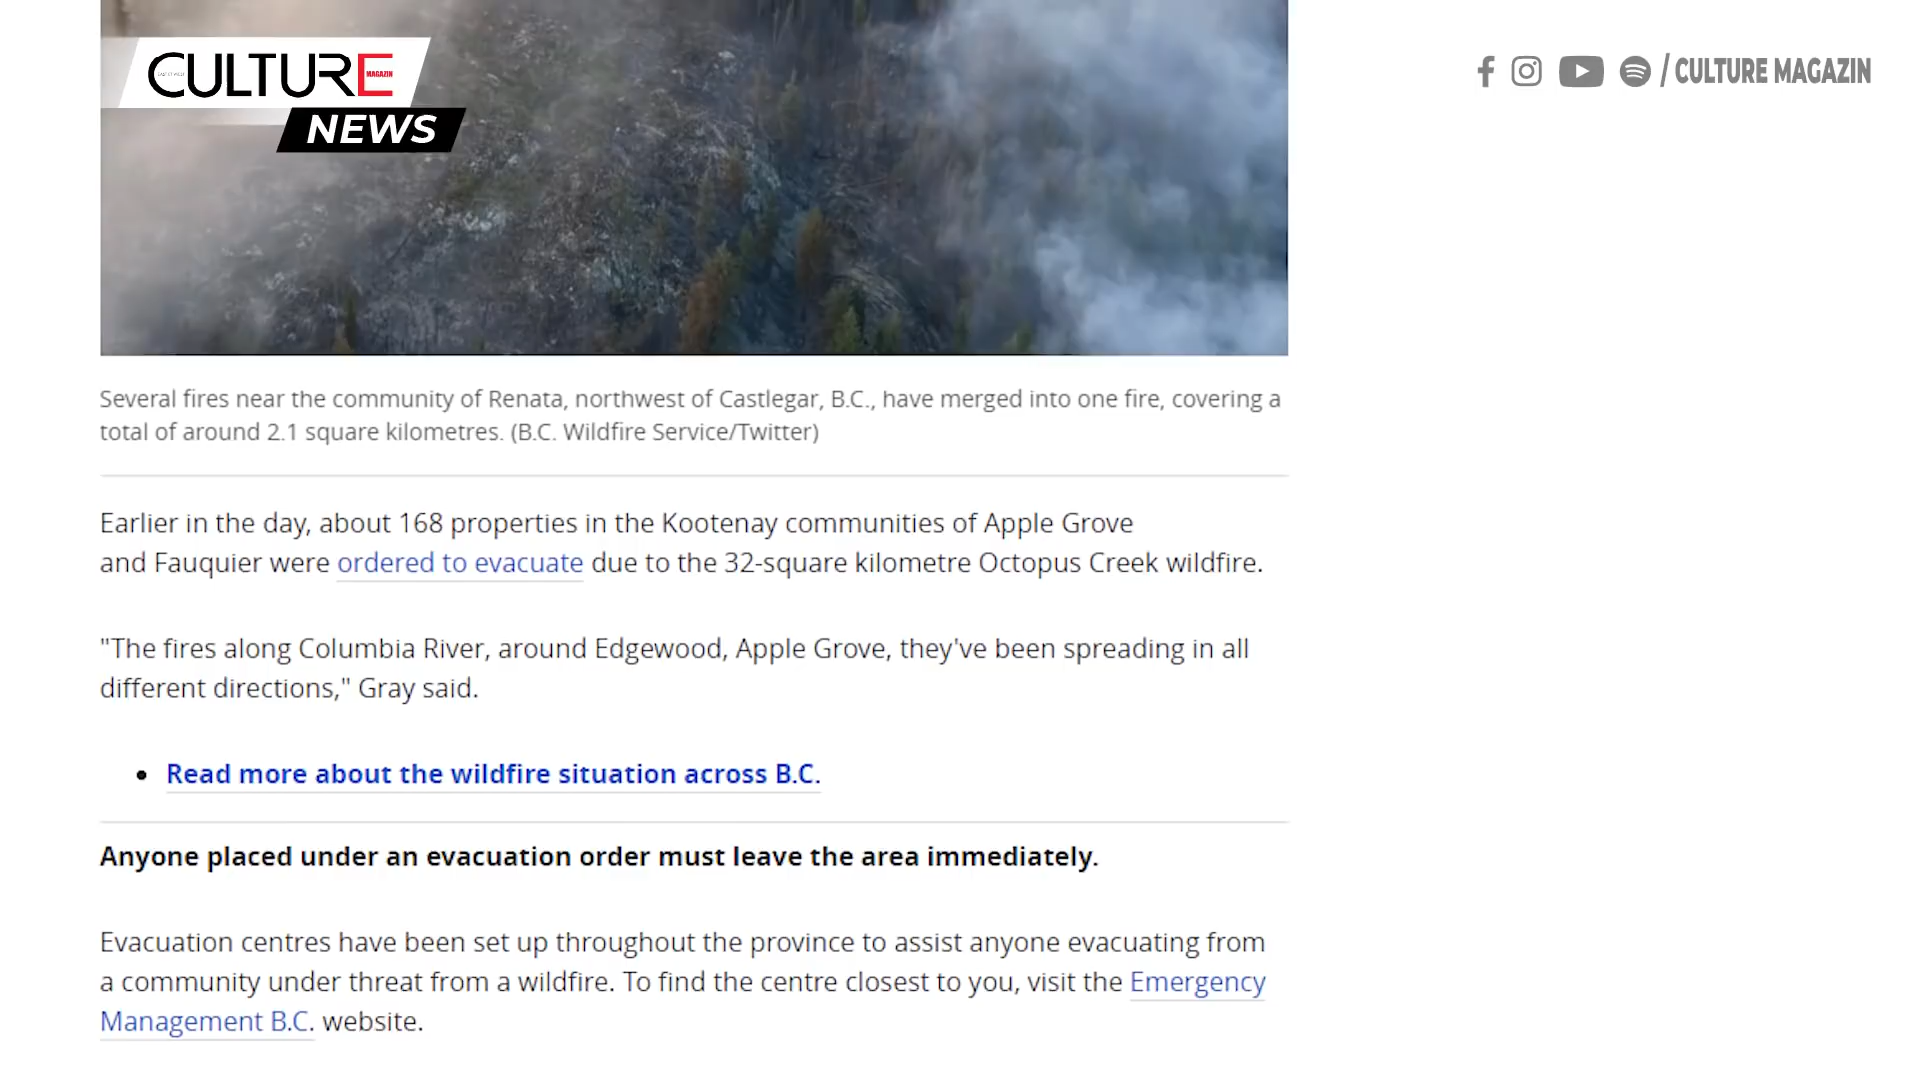 CULTURE
MAGAZIN
NEWS
/ CULTURE MAGAZIN
Several fires near the community of Renata, northwest of Castlegar, B.C., have merged into one fire, covering a
total of around 2.1 square kilometres. (B.C. Wildfire Service/Twitter)
Earlier in the day, about 168 properties in the Kootenay communities of Apple Grove
and Fauquier were ordered to evacuate due to the 32-square kilometre Octopus Creek wildfire.
"The fires along Columbia River, around Edgewood, Apple Grove, they've been spreading in all
different directions," Gray said.
• Read more about the wildfire situation across B.C.
Anyone placed under an evacuation order must leave the area immediately.
Evacuation centres have been set up throughout the province to assist anyone evacuating from
a community under threat from a wildfire. To find the centre closest to you, visit the Emergency
Management B.C. website.